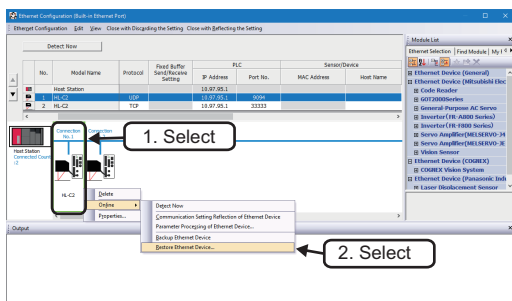 Ethernet Configuration (Built-in Ethernet Port)
Ethernet Configuration Edit View Close with Discarding the Setting Close with Reflecting the Setting
Detect Now
No. Model Name Protocol Fixed Buffer Send/Receive Setting PLC Sensor/Device
IP Address Port No. MAC Address Host Name
Host Station 10.97.95.1
1 HL-C2 UDP 10.97.95.1 9094
2 HL-C2 TCP 10.97.95.1 33333
Connection No. 1
Host Station
Connected Count
:2
HL-C2
1. Select
Delete
Online
Properties...
Detect Now
Communication Setting Reflection of Ethernet Device
Parameter Processing of Ethernet Device...
Backup Ethernet Device
Restore Ethernet Device...
2. Select
Output
Module List
Ethernet Selection Find Module My
Ethernet Device (General)
Ethernet Device (Mitsubishi Elec
Code Reader
GOT2000Series
General-Purpose AC Servo
Inverter(FR-A800 Series)
Inverter(FR-F800 Series)
Servo Amplifier(MELSERVO-J4
Servo Amplifier(MELSERVO-JE
Vision Sensor
Ethernet Device (COGNEX)
COGNEX Vision System
Ethernet Device (Panasonic Indu
Laser Displacement Sensor